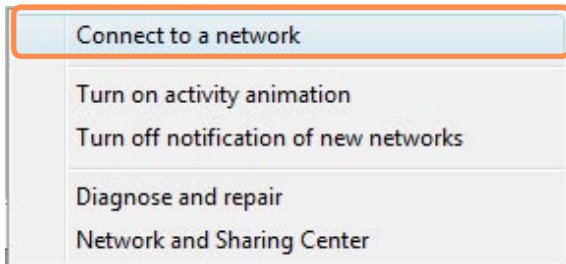 Connect to a network
Turn on activity animation
Turn off notification of new networks
Diagnose and repair
Network and Sharing Center